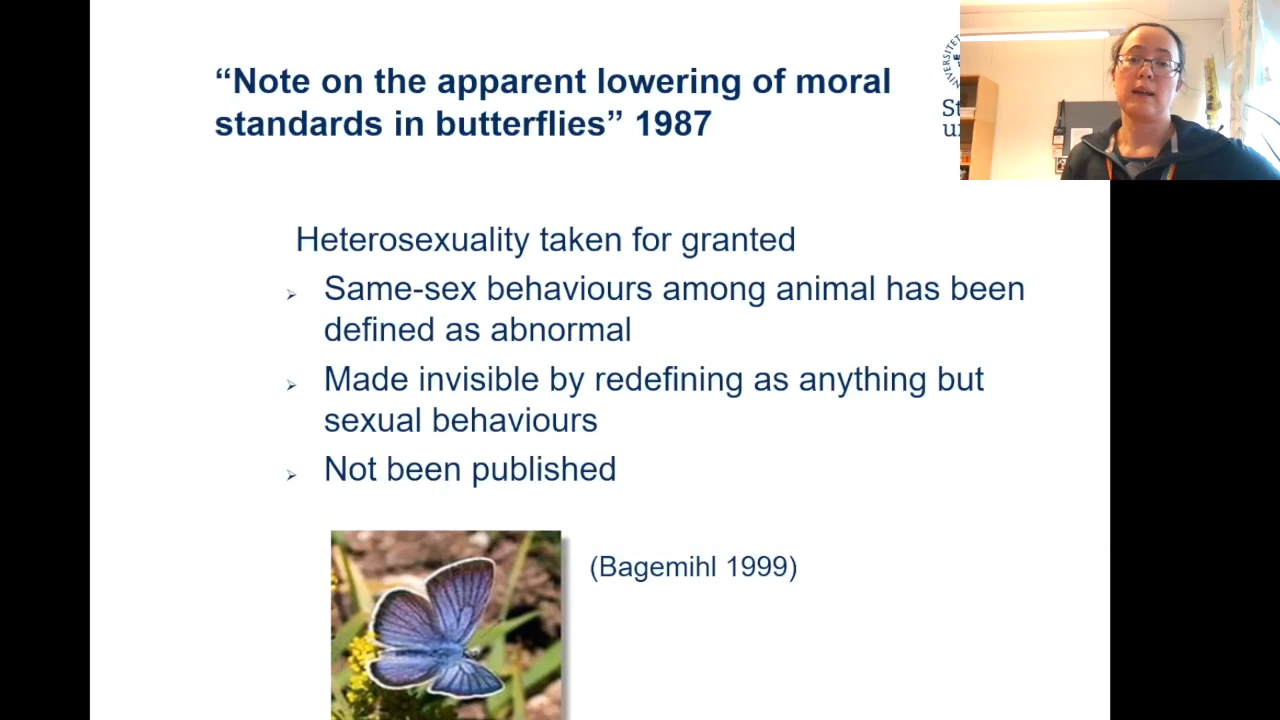 “Note on the apparent lowering of moral
standards in butterflies” 1987
Heterosexuality taken for granted
Same-sex behaviours among animal has been
defined as abnormal
Made invisible by redefining as anything but
sexual behaviours
Not been published
(Bagemihl 1999)